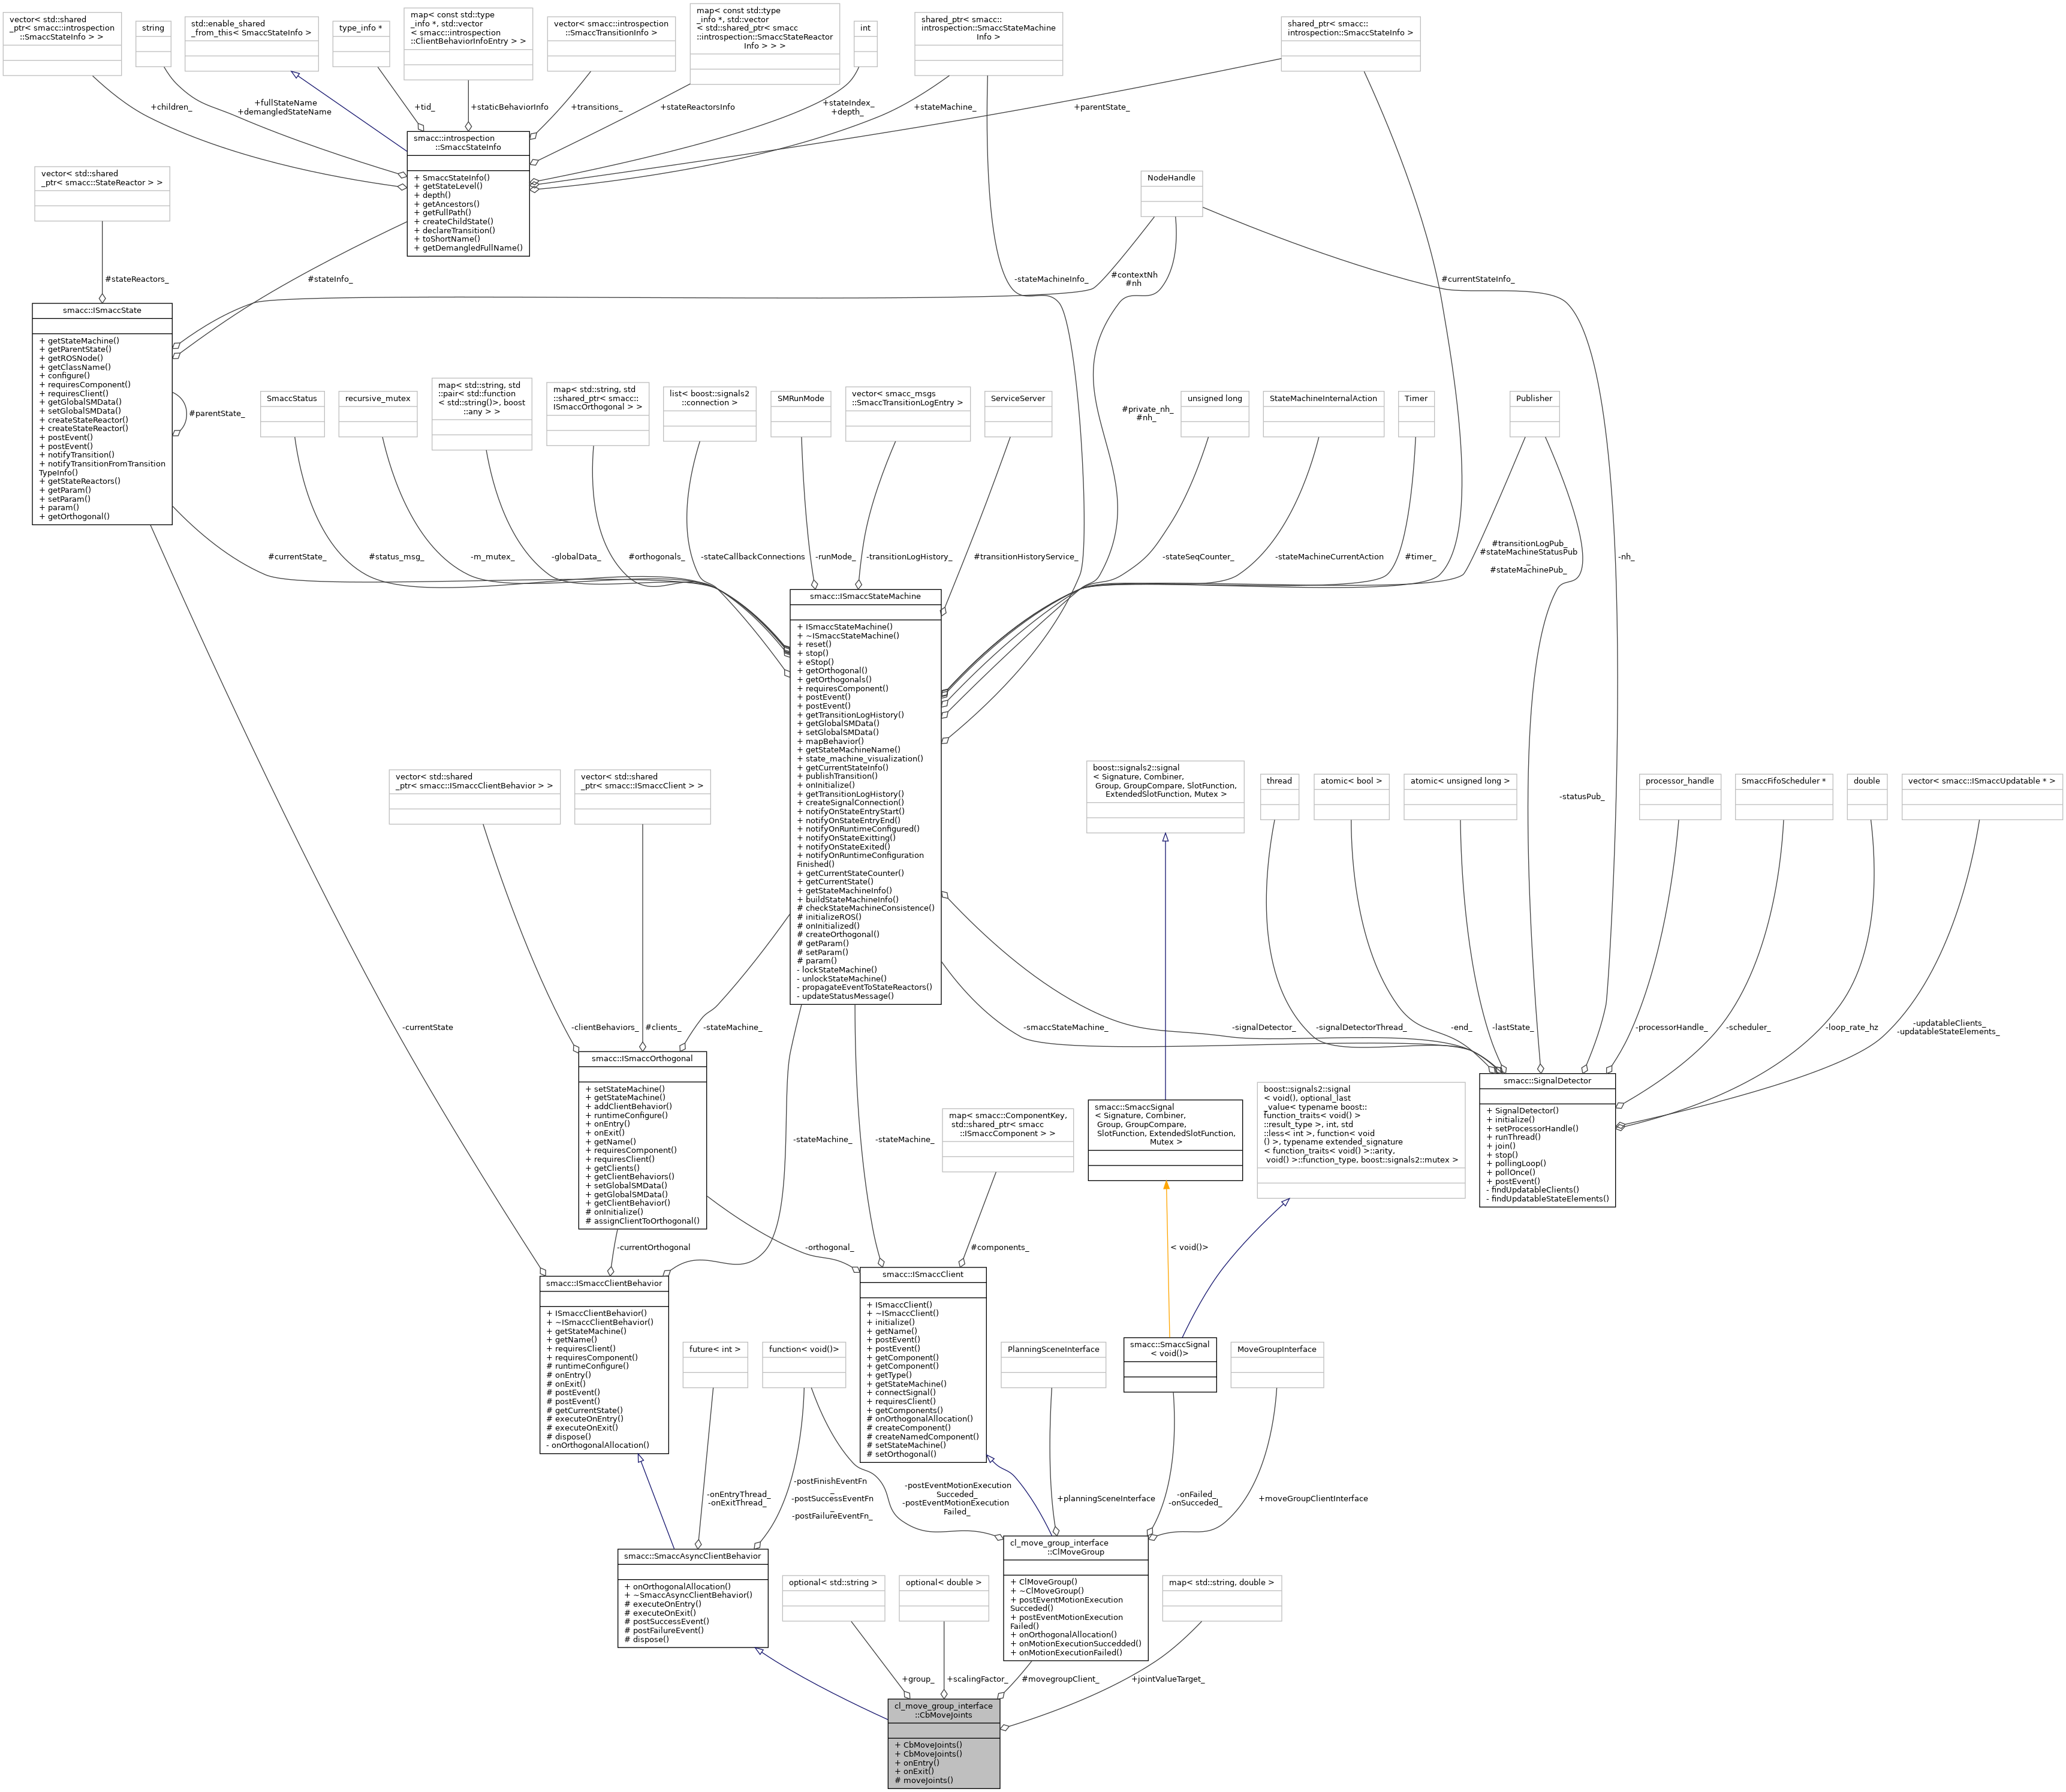 vector< std::shared
_ptr< smacc::introspection
::SmaccStateInfo > >
string
std::enable_shared
_from_this< SmaccStateInfo >
type_info *
map< const std::type
_info *, std::vector
< smacc::introspection
::ClientBehaviorInfoEntry > >
vector< smacc::introspection
::SmaccTransitionInfo >
map< const std::type
_info *, std::vector
< std::shared_ptr< smacc
::introspection::SmaccStateReactor
Info > > >
int
shared_ptr< smacc::
introspection::SmaccStateMachine
Info >
shared_ptr< smacc::
introspection::SmaccStateInfo >
+children_
+fullStateName
+demangledStateName
+tid_
+staticBehaviorInfo
+transitions_
+stateReactorsInfo
+stateIndex_
+depth_
+stateMachine_
+parentState_
smacc::introspection
::SmaccStateInfo
+ SmaccStateInfo()
+ getStateLevel()
+ depth()
+ getAncestors()
+ getFullPath()
+ createChildState()
+ declareTransition()
+ toShortName()
+ getDemangledFullName()
vector< std::shared
_ptr< smacc::StateReactor > >
NodeHandle
#stateReactors_
#stateInfo_
-stateMachineInfo_
#contextNh
#nh
#currentStateInfo_
smacc::ISmaccState
+ getStateMachine()
+ getParentState()
+ getROSNode()
+ getClassName()
+ configure()
+ requiresComponent()
+ requiresClient()
+ getGlobalSMData()
+ setGlobalSMData()
+ createStateReactor()
+ createStateReactor()
+ postEvent()
+ postEvent()
+ notifyTransition()
+ notifyTransitionFromTransition
TypeInfo()
+ getStateReactors()
+ getParam()
+ setParam()
+ param()
+ getOrthogonal()
#parentState_
SmaccStatus
recursive_mutex
map< std::string, std
::pair< std::function
< std::string()>, boost
::any > >
map< std::string, std
::shared_ptr< smacc::
ISmaccOrthogonal > >
list< boost::signals2
::connection >
SMRunMode
vector< smacc_msgs
::SmaccTransitionLogEntry >
ServiceServer
#private_nh_
#nh_
unsigned long
StateMachineInternalAction
Timer
Publisher
#currentState_
#status_msg_
-m_mutex_
-globalData_
#orthogonals_
-stateCallbackConnections
-runMode_
-transitionLogHistory_
#transitionHistoryService_
-stateSeqCounter_
-stateMachineCurrentAction
#timer_
#transitionLogPub_
#stateMachineStatusPub
_
#stateMachinePub_
-nh_
smacc::ISmaccStateMachine
+ ISmaccStateMachine()
+ ~ISmaccStateMachine()
+ reset()
+ stop()
+ eStop()
+ getOrthogonal()
+ getOrthogonals()
+ requiresComponent()
+ postEvent()
+ postEvent()
+ getTransitionLogHistory()
+ getGlobalSMData()
+ setGlobalSMData()
+ mapBehavior()
+ getStateMachineName()
+ state_machine_visualization()
+ getCurrentStateInfo()
+ publishTransition()
+ onInitialize()
+ getTransitionLogHistory()
+ createSignalConnection()
+ notifyOnStateEntryStart()
+ notifyOnStateEntryEnd()
+ notifyOnRuntimeConfigured()
+ notifyOnStateExitting()
+ notifyOnStateExited()
+ notifyOnRuntimeConfiguration
Finished()
+ getCurrentStateCounter()
+ getCurrentState()
+ getStateMachineInfo()
+ buildStateMachineInfo()
# checkStateMachineConsistence()
# initializeROS()
# onInitialized()
# createOrthogonal()
# getParam()
# setParam()
# param()
- lockStateMachine()
- unlockStateMachine()
- propagateEventToStateReactors()
- updateStatusMessage()
vector< std::shared
_ptr< smacc::ISmaccClientBehavior > >
vector< std::shared
_ptr< smacc::ISmaccClient > >
boost::signals2::signal
< Signature, Combiner,
Group, GroupCompare, SlotFunction,
ExtendedSlotFunction, Mutex >
thread
atomic< bool >
atomic< unsigned long >
-statusPub_
processor_handle
SmaccFifoScheduler *
double
vector< smacc::ISmaccUpdatable * >
-currentState
-clientBehaviors_
#clients_
-stateMachine_
-smaccStateMachine_
-signalDetector_
-signalDetectorThread_
-end_
-lastState_
-processorHandle_
-scheduler_
-loop_rate_hz
-updatableClients_
-updatableStateElements_
smacc::ISmaccOrthogonal
+ setStateMachine()
+ getStateMachine()
+ addClientBehavior()
+ runtimeConfigure()
+ onEntry()
+ onExit()
+ getName()
+ requiresComponent()
+ requiresClient()
+ getClients()
+ getClientBehaviors()
+ setGlobalSMData()
+ getGlobalSMData()
+ getClientBehavior()
# onInitialize()
# assignClientToOrthogonal()
-stateMachine_
-stateMachine_
map< smacc::ComponentKey,
std::shared_ptr< smacc
::ISmaccComponent > >
smacc::SmaccSignal
< Signature, Combiner,
Group, GroupCompare,
SlotFunction, ExtendedSlotFunction,
Mutex >
boost::signals2::signal
< void(), optional_last
_value< typename boost::
function_traits< void() >
::result_type >, int, std
::less< int >, function< void
() >, typename extended_signature
< function_traits< void() >::arity,
void() >::function_type, boost::signals2::mutex >
smacc::SignalDetector
+ SignalDetector()
+ initialize()
+ setProcessorHandle()
+ runThread()
+ join()
+ stop()
+ pollingLoop()
+ pollOnce()
+ postEvent()
- findUpdatableClients()
- findUpdatableStateElements()
-currentOrthogonal
-orthogonal_
#components_
< void()>
smacc::ISmaccClientBehavior
+ ISmaccClientBehavior()
+ ~ISmaccClientBehavior()
+ getStateMachine()
+ getName()
+ requiresClient()
+ requiresComponent()
# runtimeConfigure()
# onEntry()
# onExit()
# postEvent()
# postEvent()
# getCurrentState()
# executeOnEntry()
# executeOnExit()
# dispose()
- onOrthogonalAllocation()
smacc::ISmaccClient
+ ISmaccClient()
+ ~ISmaccClient()
+ initialize()
+ getName()
+ postEvent()
+ postEvent()
+ getComponent()
+ getComponent()
+ getType()
+ getStateMachine()
+ connectSignal()
+ requiresClient()
+ getComponents()
# onOrthogonalAllocation()
# createComponent()
# createNamedComponent()
# setStateMachine()
# setOrthogonal()
future< int >
function< void()>
PlanningSceneInterface
smacc::SmaccSignal
< void()>
MoveGroupInterface
-onEntryThread_
-onExitThread_
-postFinishEventFn
_
-postSuccessEventFn
_
-postFailureEventFn_
-postEventMotionExecution
Succeded_
-postEventMotionExecution
Failed_
+planningSceneInterface
-onFailed_
-onSucceded_
+moveGroupClientInterface
smacc::SmaccAsyncClientBehavior
+ onOrthogonalAllocation()
+ ~SmaccAsyncClientBehavior()
# executeOnEntry()
# executeOnExit()
# postSuccessEvent()
# postFailureEvent()
# dispose()
optional< std::string >
optional< double >
cl_move_group_interface
::ClMoveGroup
+ ClMoveGroup()
+ ~ClMoveGroup()
+ postEventMotionExecution
Succeded()
+ postEventMotionExecution
Failed()
+ onOrthogonalAllocation()
+ onMotionExecutionSuccedded()
+ onMotionExecutionFailed()
map< std::string, double >
+group_
+scalingFactor_
#movegroupClient_
+jointValueTarget_
cl_move_group_interface
::CbMoveJoints
+ CbMoveJoints()
+ CbMoveJoints()
+ onEntry()
+ onExit()
# moveJoints()